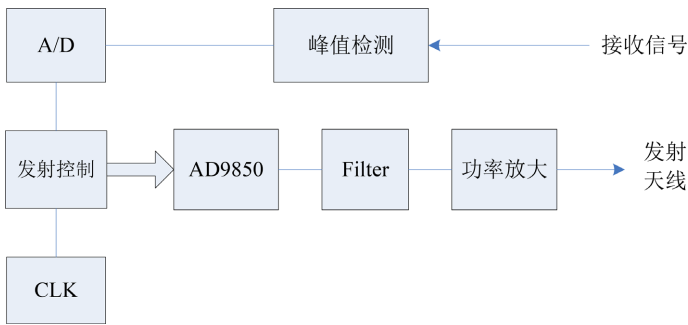 A/D
峰值检测
接收信号
发射控制
AD9850
Filter
功率放大
发射
天线
CLK